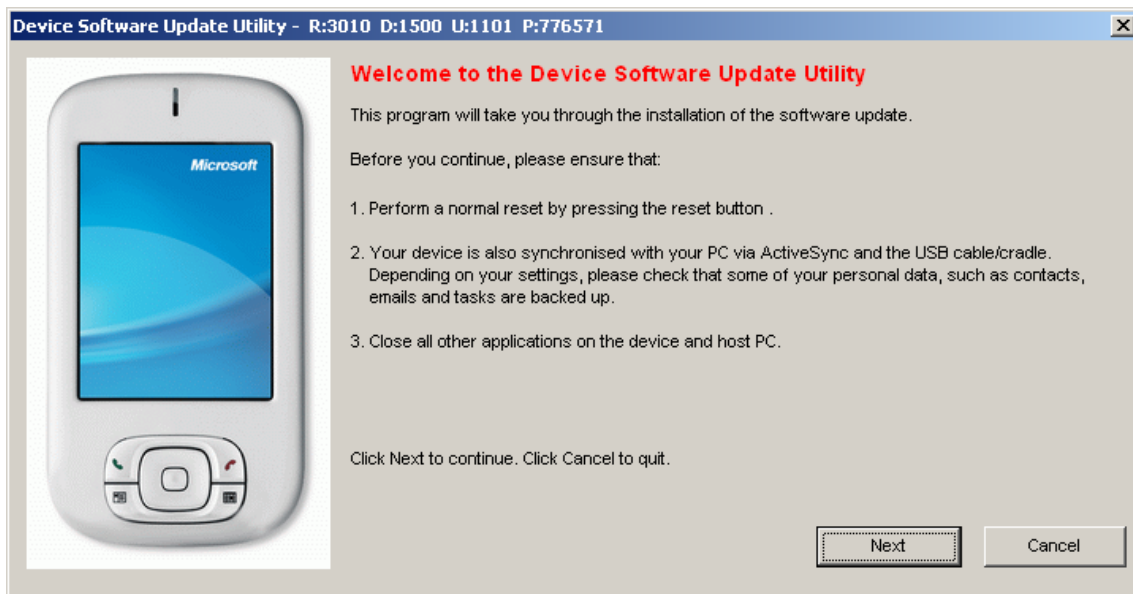 Device Software Update Utility - R:3010 D:1500 U:1101 P:776571
Welcome to the Device Software Update Utility
This program will take you through the installation of the software update.
Before you continue, please ensure that:
1. Perform a normal reset by pressing the reset button .
2. Your device is also synchronised with your PC via ActiveSync and the USB cable/cradle.
Depending on your settings, please check that some of your personal data, such as contacts,
emails and tasks are backed up.
3. Close all other applications on the device and host PC.
Click Next to continue. Click Cancel to quit.
Next
Cancel
Microsoft